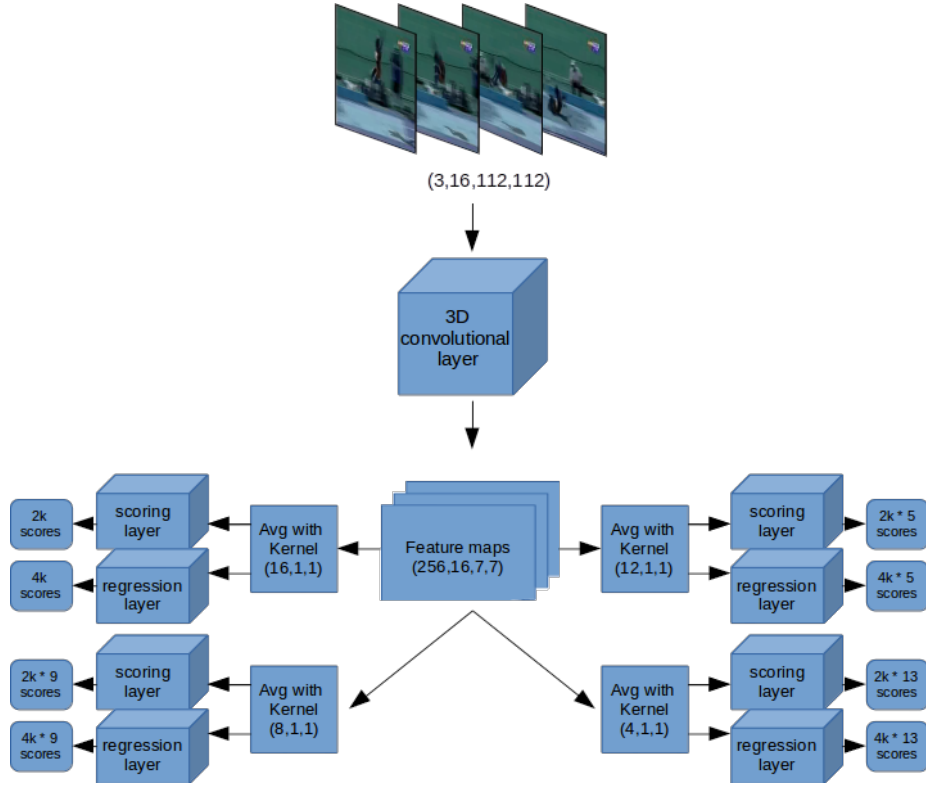 (3,16,112,112)
3D
convolutional
layer
2k
scores
scoring
layer
Avg with
Kernel
(16,1,1)
4k
scores
regression
layer
Feature maps
(256,16,7,7)
Avg with
Kernel
(12,1,1)
scoring
layer
2k * 5
scores
regression
layer
4k * 5
scores
2k * 9
scores
scoring
layer
Avg with
Kernel
(8,1,1)
4k * 9
scores
regression
layer
Avg with
Kernel
(4,1,1)
scoring
layer
2k * 13
scores
regression
layer
4k * 13
scores